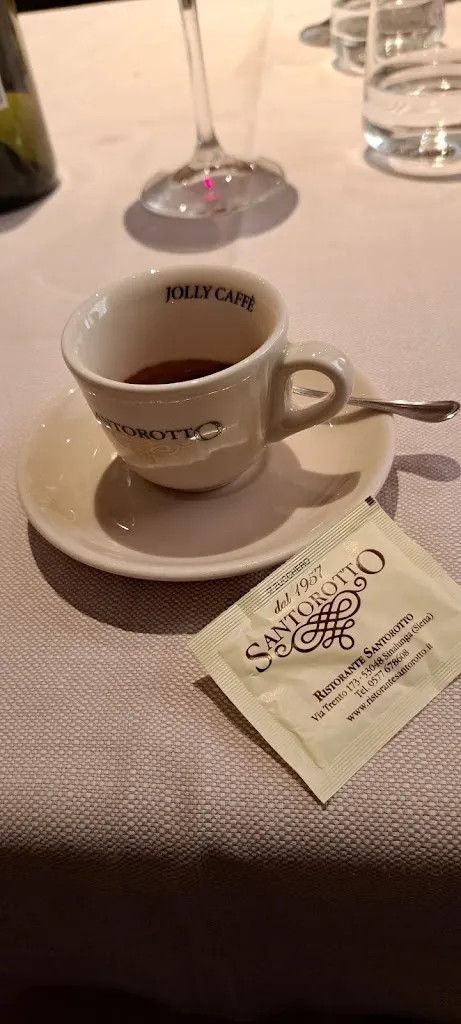 JOLLY CAFFÈ
SANTOROTTO
ZUCCHERO
dal 1957
SANTOROTTO
RISTORANTE SANTOROTTO
Via Trento 173 - 53048 Sinalunga (Siena)
Tel. 0577 678608
www.ristorantesantorotto.it